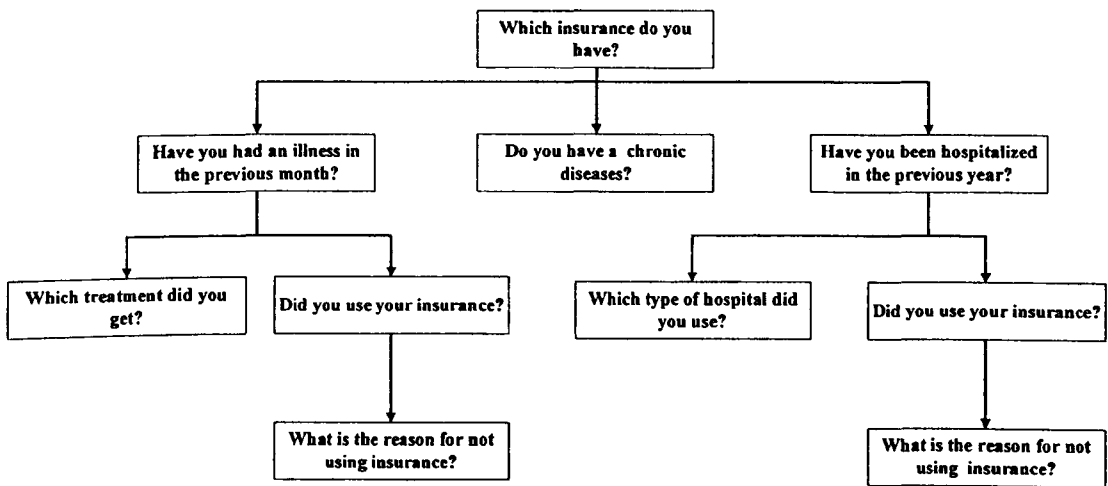 Which insurance do you
have?
Have you had an illness in
the previous month?
Do you have a chronic
diseases?
Have you been hospitalized
in the previous year?
Which treatment did you
get?
Did you use your insurance?
Which type of hospital did
you use?
Did you use your insurance?
What is the reason for not
using insurance?
What is the reason for not
using insurance?